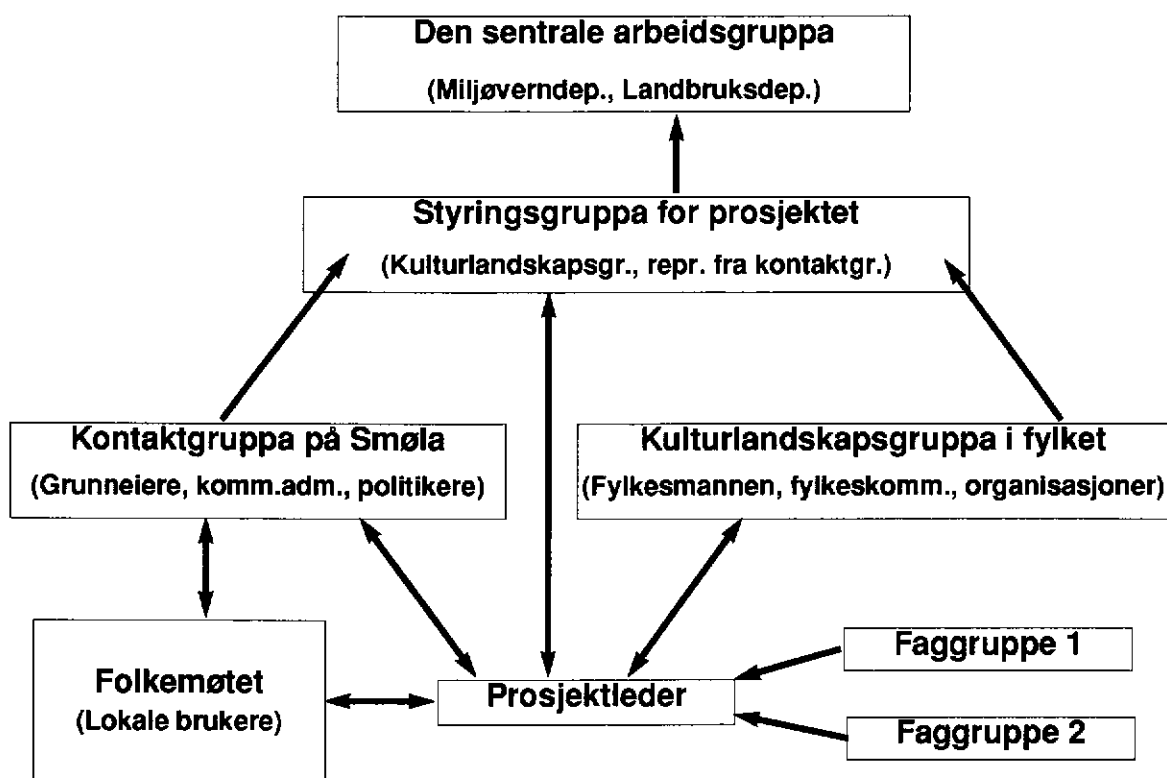 Den sentrale arbeidsgruppa
(Miljøverndep., Landbruksdep.)
Styringsgruppa for prosjektet
(Kulturlandskapsgr., repr. fra kontaktgr.)
Kontaktgruppa på Smøla
(Grunneiere, komm.adm., politikere)
Kulturlandskapsgruppa i fylket
(Fylkesmannen, fylkeskomm., organisasjoner)
Folkemøtet
(Lokale brukere)
Prosjektleder
Faggruppe 1
Faggruppe 2